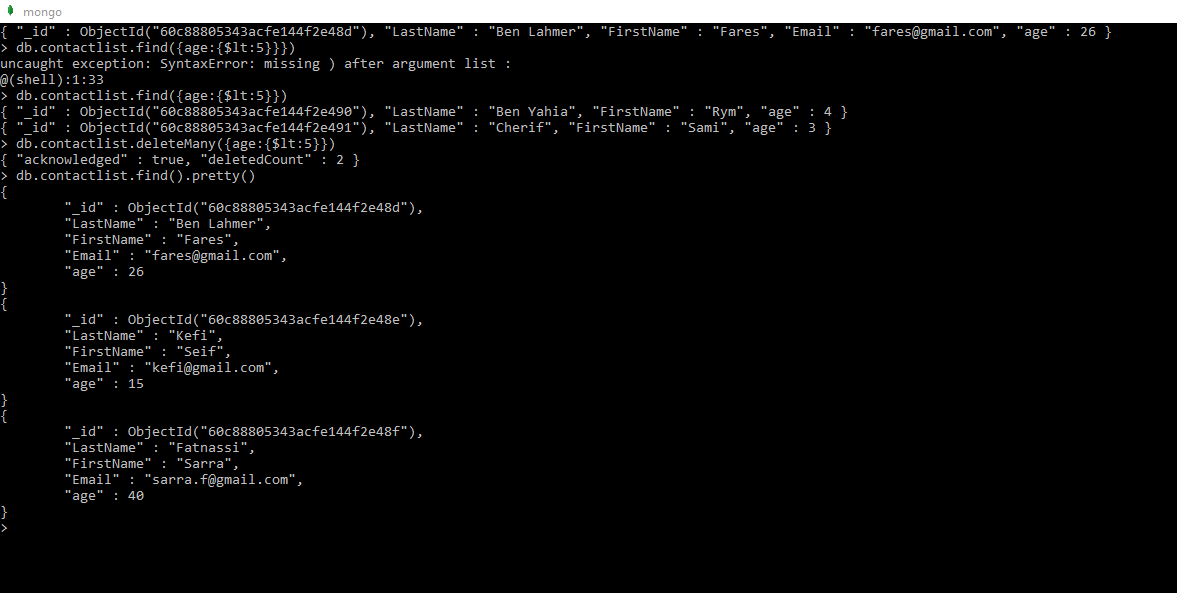 mongo
{ "_id" : ObjectId("60c88805343acfe144f2e48d"), "LastName" : "Ben Lahmer", "FirstName" : "Fares", "Email" : "fares@gmail.com", "age" : 26 }
> db.contactlist.find({age:{$lt:5}}})
uncaught exception: SyntaxError: missing ) after argument list :
@(shell):1:33
> db.contactlist.find({age:{$lt:5}})
{ "_id" : ObjectId("60c88805343acfe144f2e490"), "LastName" : "Ben Yahia", "FirstName" : "Rym", "age" : 4 }
{ "_id" : ObjectId("60c88805343acfe144f2e491"), "LastName" : "Cherif", "FirstName" : "Sami", "age" : 3 }
> db.contactlist.deleteMany({age:{$lt:5}})
{ "acknowledged" : true, "deletedCount" : 2 }
> db.contactlist.find().pretty()
{
        "_id" : ObjectId("60c88805343acfe144f2e48d"),
        "LastName" : "Ben Lahmer",
        "FirstName" : "Fares",
        "Email" : "fares@gmail.com",
        "age" : 26
}
{
        "_id" : ObjectId("60c88805343acfe144f2e48e"),
        "LastName" : "Kefi",
        "FirstName" : "Seif",
        "Email" : "kefi@gmail.com",
        "age" : 15
}
{
        "_id" : ObjectId("60c88805343acfe144f2e48f"),
        "LastName" : "Fatnassi",
        "FirstName" : "Sarra",
        "Email" : "sarra.f@gmail.com",
        "age" : 40
}
>